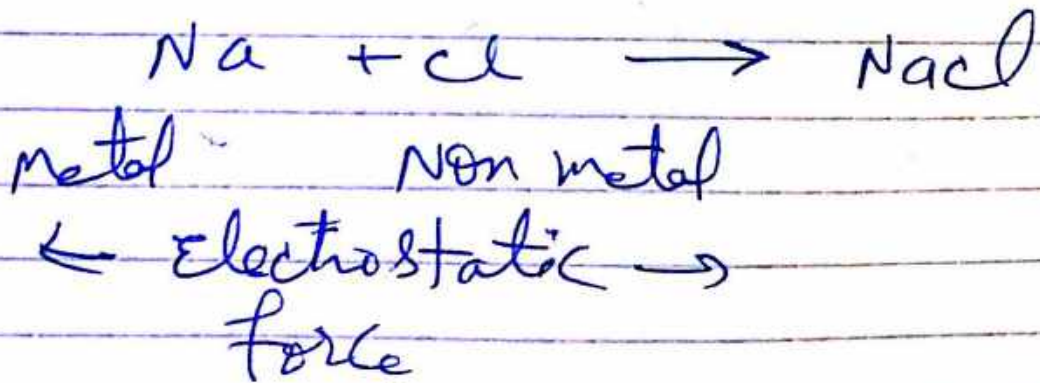 Na + cl → Nacl
Metal Non metal
← Electrostatic →
force